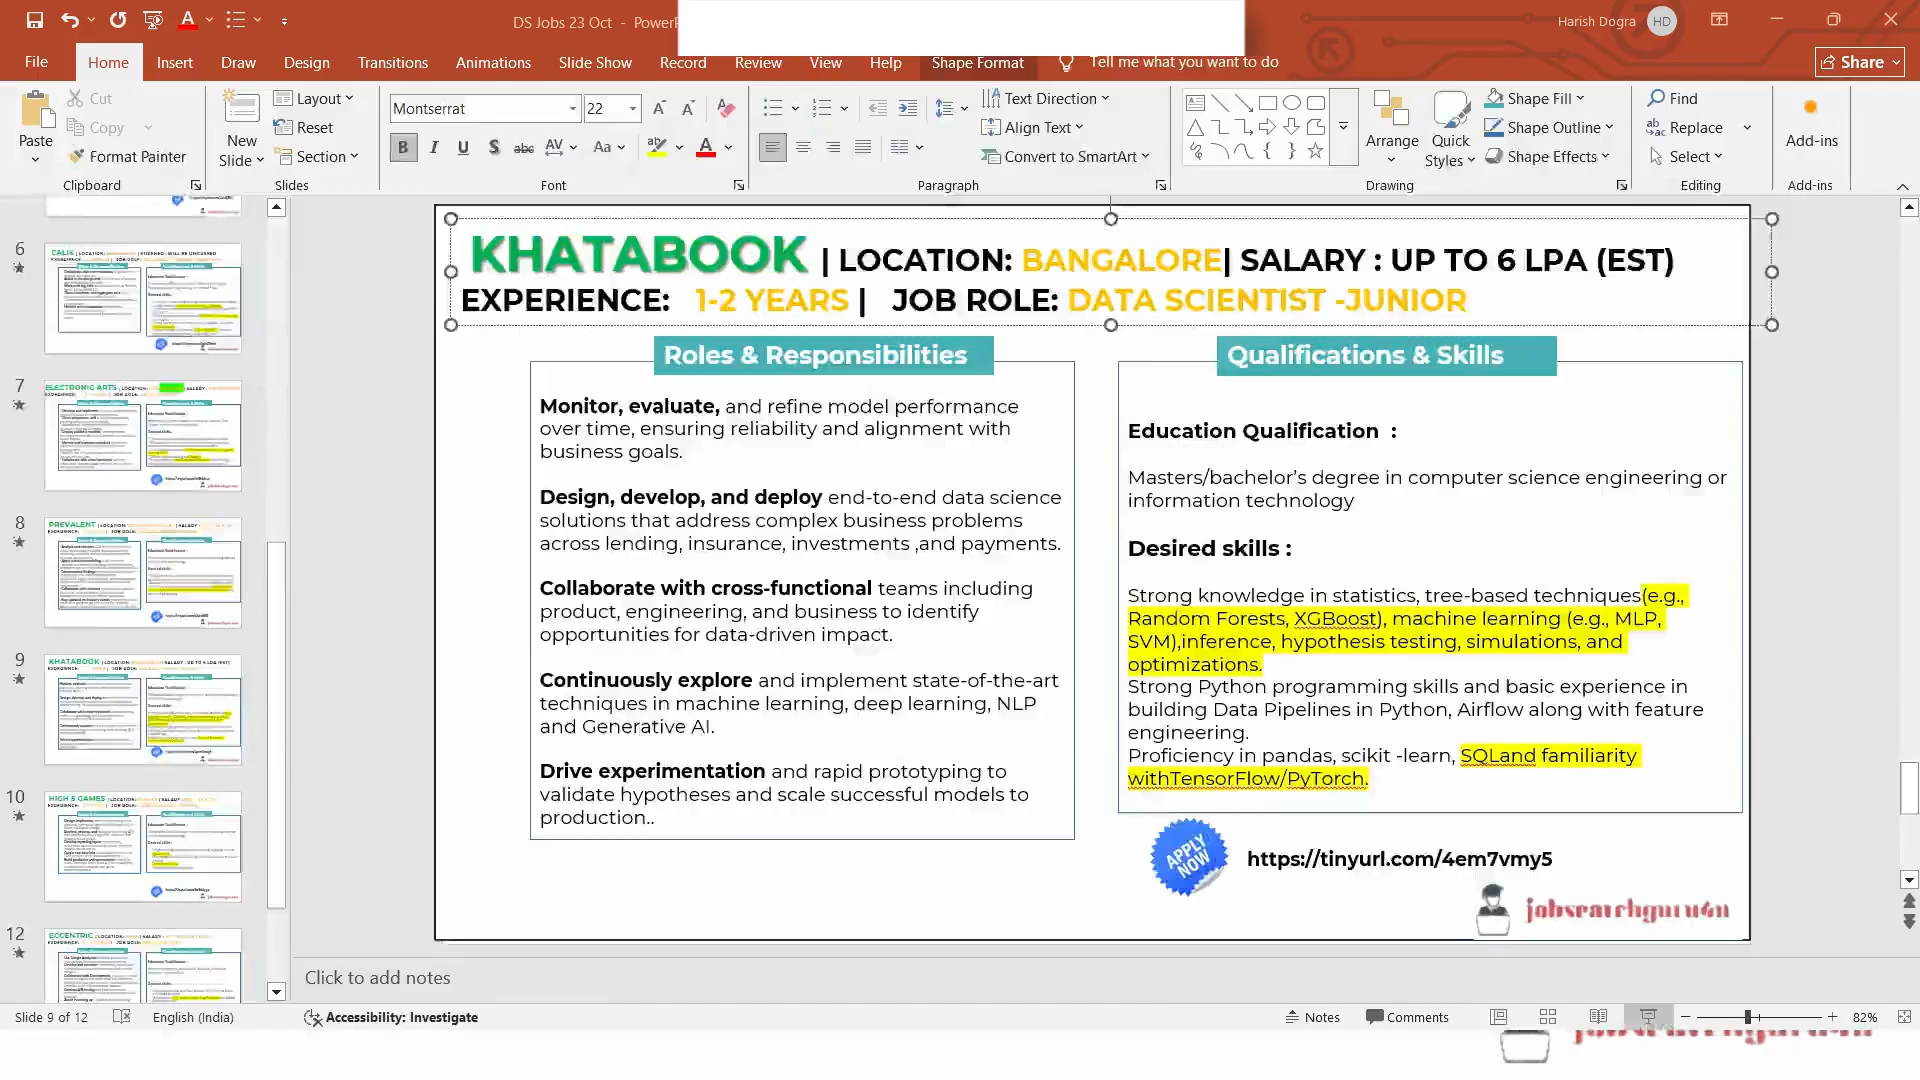 DS Jobs 23 Oct - PowerP
Harish Dogra HD
File Home Insert Draw Design Transitions Animations Slide Show Record Review View Help Shape Format Tell me what you want to do Share
Paste
Cut
Copy
Format Painter
Clipboard
New
Slide
Layout
Reset
Section
Slides
Montserrat 22
B I U S abc AV Aa A
Font
Text Direction
Align Text
Convert to SmartArt
Paragraph
Arrange
Quick
Styles
Shape Fill
Shape Outline
Shape Effects
Drawing
Find
Replace
Select
Editing
Add-ins
Add-ins
6
7
8
9
10
12
KHATABOOK | LOCATION: BANGALORE| SALARY : UP TO 6 LPA (EST)
EXPERIENCE: 1-2 YEARS | JOB ROLE: DATA SCIENTIST -JUNIOR
Roles & Responsibilities
Monitor, evaluate, and refine model performance
over time, ensuring reliability and alignment with
business goals.
Design, develop, and deploy end-to-end data science
solutions that address complex business problems
across lending, insurance, investments ,and payments.
Collaborate with cross-functional teams including
product, engineering, and business to identify
opportunities for data-driven impact.
Continuously explore and implement state-of-the-art
techniques in machine learning, deep learning, NLP
and Generative AI.
Drive experimentation and rapid prototyping to
validate hypotheses and scale successful models to
production..
Qualifications & Skills
Education Qualification :
Masters/bachelor's degree in computer science engineering or
information technology
Desired skills :
Strong knowledge in statistics, tree-based techniques(e.g.,
Random Forests, XGBoost), machine learning (e.g., MLP,
SVM),inference, hypothesis testing, simulations, and
optimizations.
Strong Python programming skills and basic experience in
building Data Pipelines in Python, Airflow along with feature
engineering.
Proficiency in pandas, scikit -learn, SQLand familiarity
withTensorFlow/PyTorch.
APPLY
NOW
https://tinyurl.com/4em7vmy5
jobsearchguru4u
Click to add notes
Slide 9 of 12 English (India) Accessibility: Investigate Notes Comments 82%